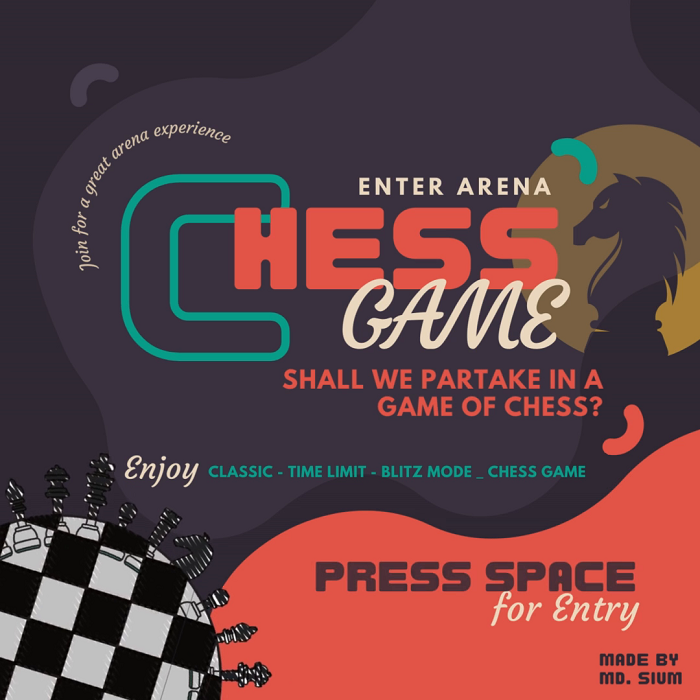 Join for a great arena experience
ENTER ARENA
CHESS
GAME
SHALL WE PARTAKE IN A
GAME OF CHESS?
Enjoy CLASSIC - TIME LIMIT - BLITZ MODE _ CHESS GAME
PRESS SPACE
for Entry
MADE BY
MD. SIUM